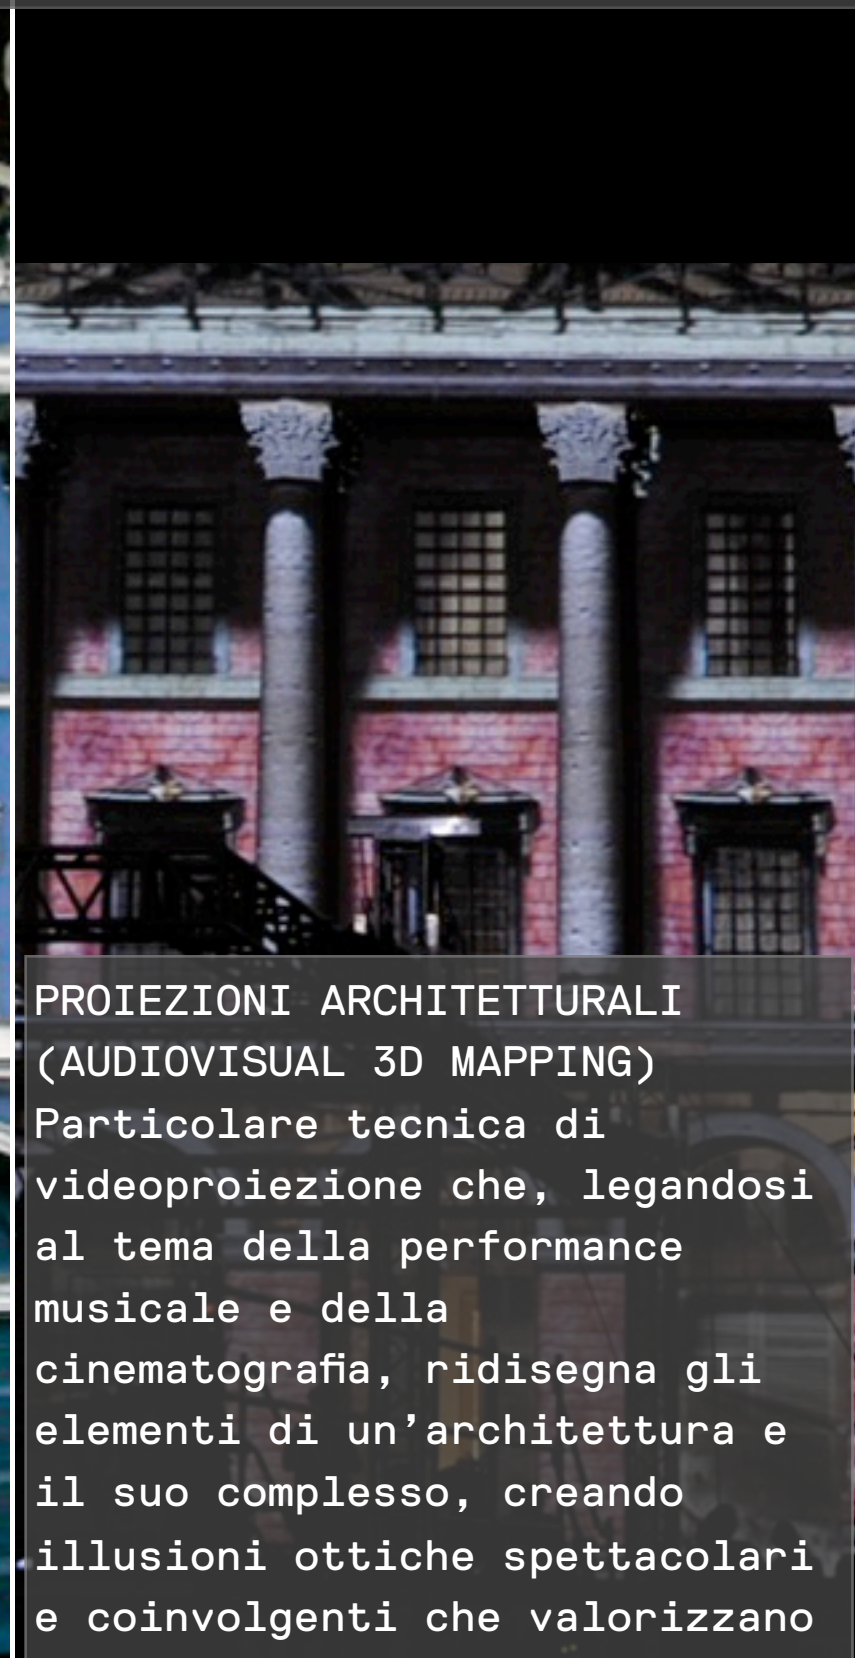 PROIEZIONI ARCHITETTURALI
(AUDIOVISUAL 3D MAPPING)
Particolare tecnica di
videoproiezione che, legandosi
al tema della performance
musicale e della
cinematografia, ridisegna gli
elementi di un’architettura e
il suo complesso, creando
illusioni ottiche spettacolari
e coinvolgenti che valorizzano